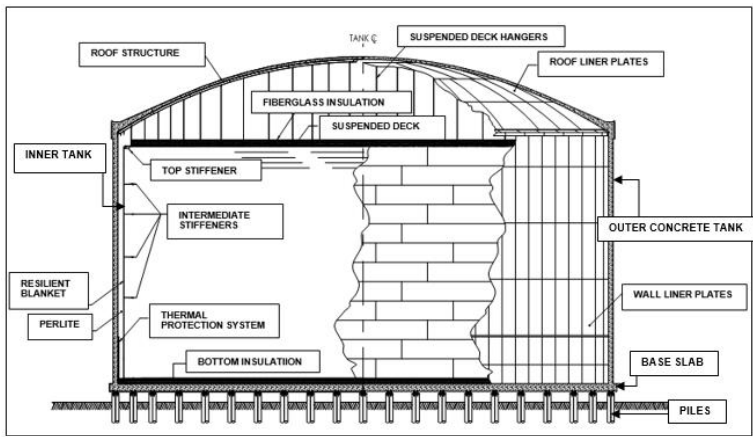 TANK ℄
ROOF STRUCTURE
SUSPENDED DECK HANGERS
ROOF LINER PLATES
FIBERGLASS INSULATION
SUSPENDED DECK
INNER TANK
TOP STIFFENER
INTERMEDIATE
STIFFENERS
OUTER CONCRETE TANK
RESILIENT
BLANKET
WALL LINER PLATES
PERLITE
THERMAL
PROTECTION SYSTEM
BOTTOM INSULATIION
BASE SLAB
PILES